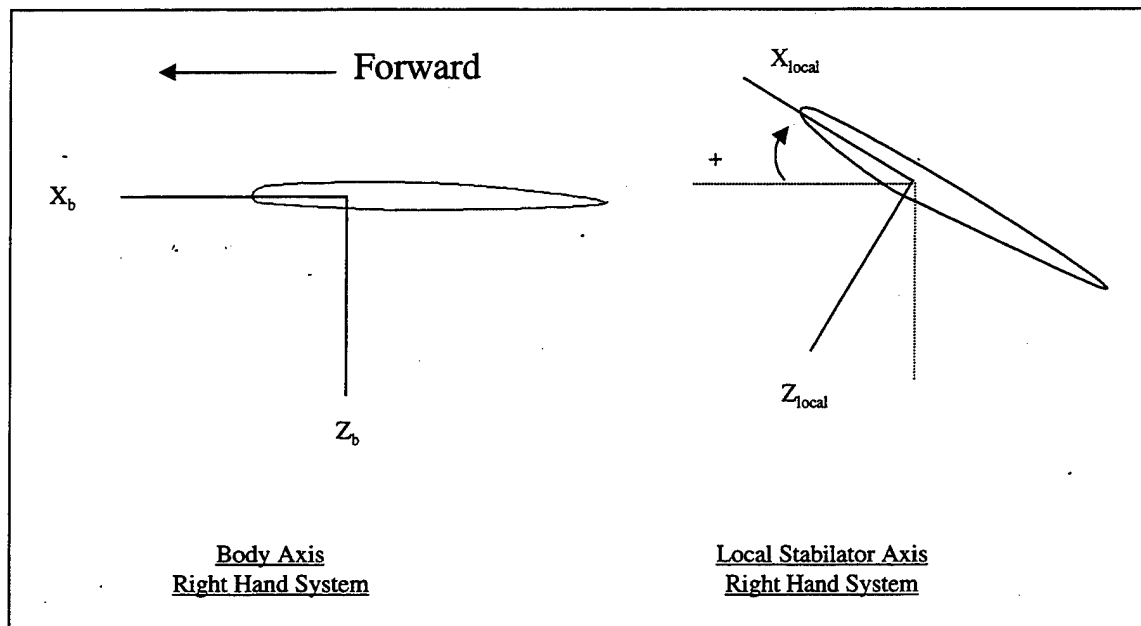 Forward
X_b
Z_b
X_local
+
Z_local
Body Axis
Right Hand System
Local Stabilator Axis
Right Hand System